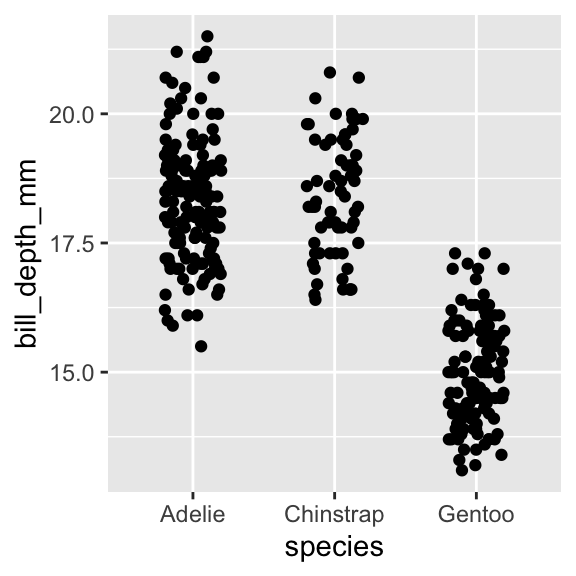 bill_depth_mm
20.0
17.5
15.0
Adelie Chinstrap Gentoo
species